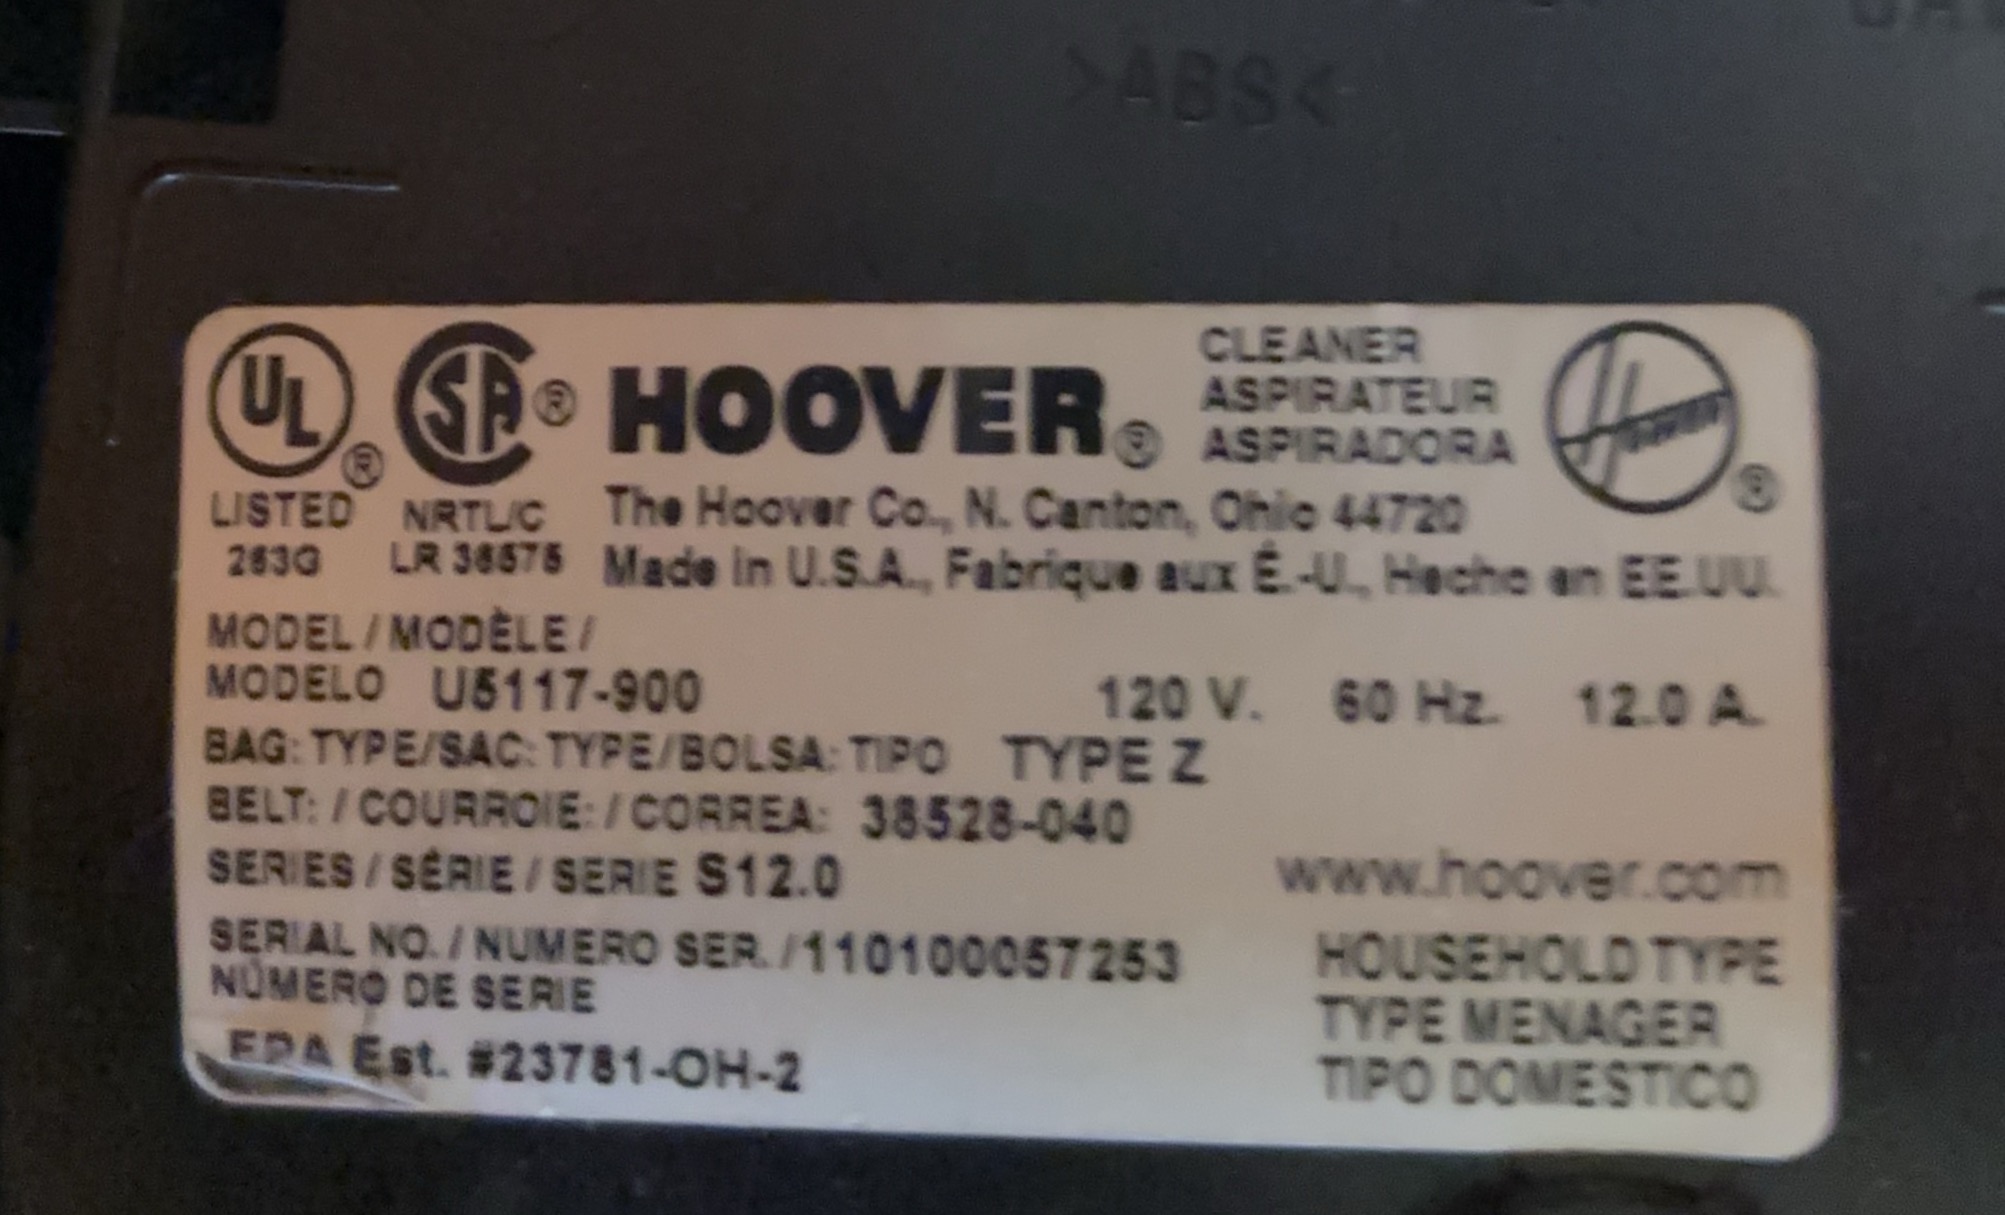 >ABS<
UL ® SA ® HOOVER ® CLEANER
ASPIRATEUR
ASPIRADORA
Hoover ®
LISTED NRTL/C The Hoover Co., N. Canton, Ohio 44720
263G LR 36575 Made in U.S.A., Fabrique aux É.-U., Hecho en EE.UU.
MODEL / MODÈLE /
MODELO U5117-900 120 V. 60 Hz. 12.0 A.
BAG: TYPE/SAC: TYPE/BOLSA: TIPO TYPE Z
BELT: / COURROIE: / CORREA: 38528-040
SERIES / SÉRIE / SERIE S12.0 www.hoover.com
SERIAL NO. / NUMERO SER. / 110100057253
NÚMERO DE SERIE
EPA Est. #23781-OH-2
HOUSEHOLD TYPE
TYPE MENAGER
TIPO DOMESTICO